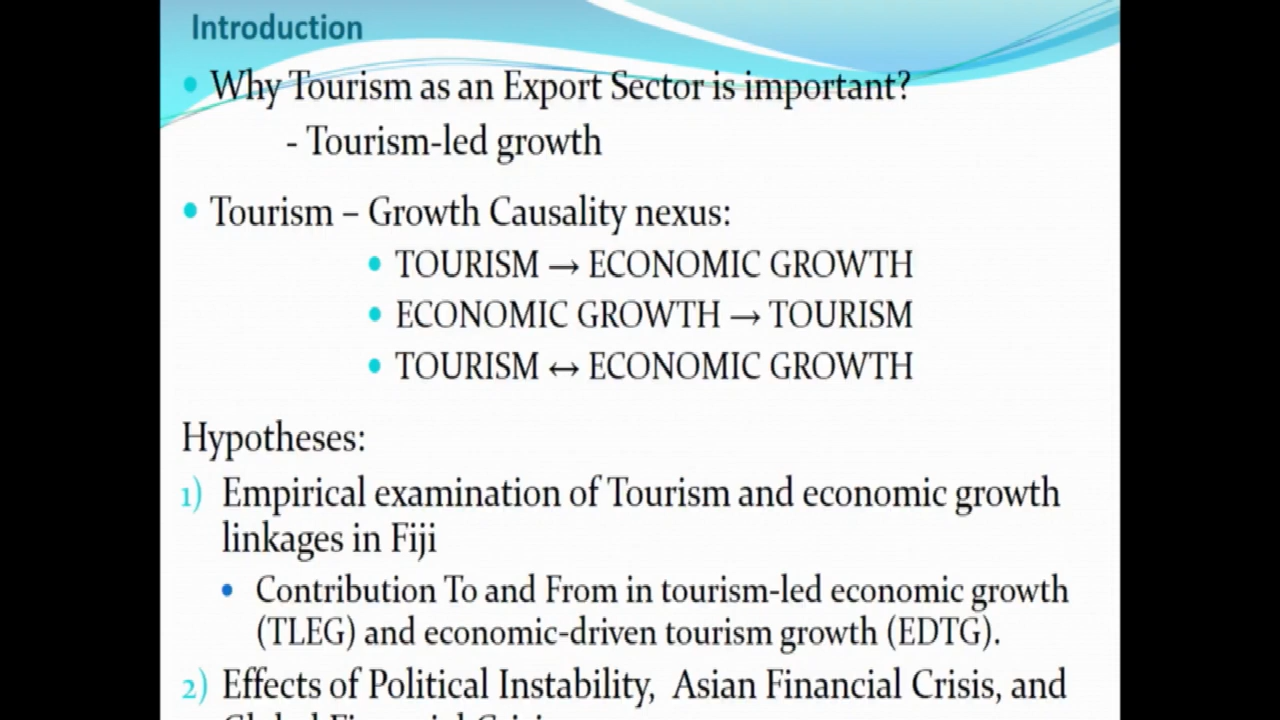 Introduction
• Why Tourism as an Export Sector is important?
- Tourism-led growth
• Tourism – Growth Causality nexus:
• TOURISM → ECONOMIC GROWTH
• ECONOMIC GROWTH → TOURISM
• TOURISM ↔ ECONOMIC GROWTH
Hypotheses:
1) Empirical examination of Tourism and economic growth
linkages in Fiji
• Contribution To and From in tourism-led economic growth
(TLEG) and economic-driven tourism growth (EDTG).
2) Effects of Political Instability, Asian Financial Crisis, and
Global Financial Crisis